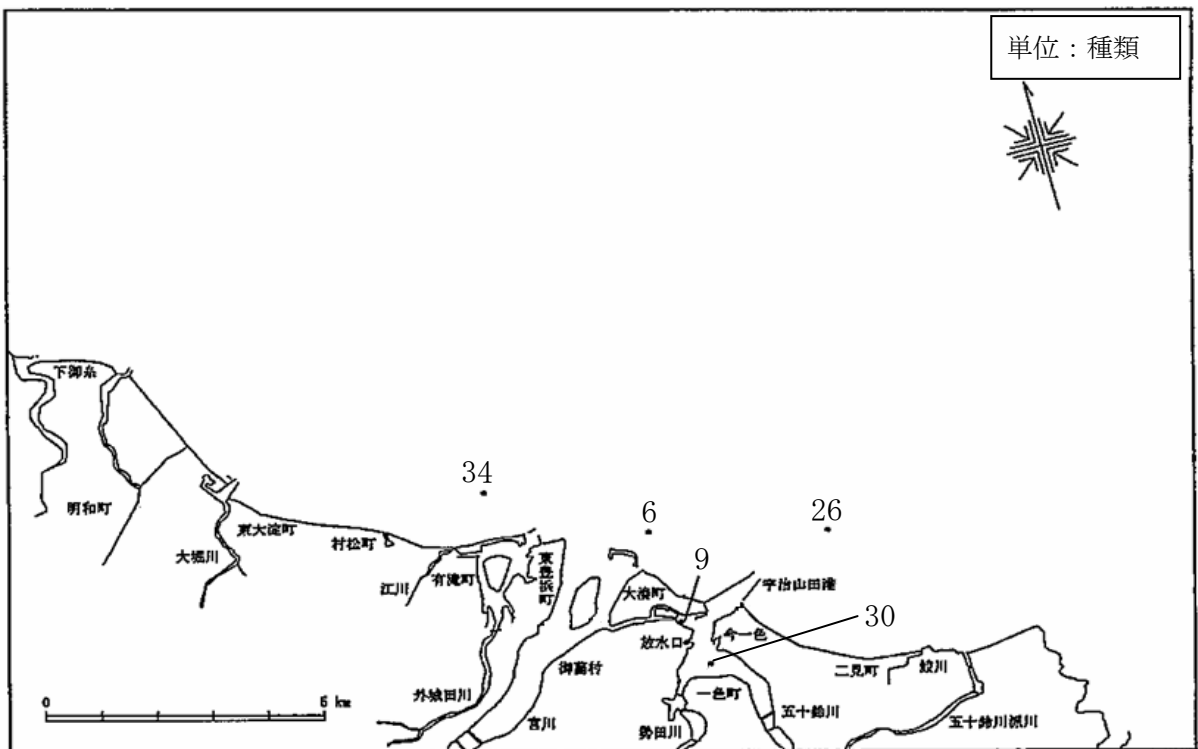 単位：種類
下御糸
明和町
大堀川
東大淀町
村松町
江川
有滝町
東豊浜町
外城田川
宮川
御薗村
大湊町
放水口
勢田川
一色町
今一色
宇治山田港
五十鈴川
二見町
五十鈴川派川
34
6
26
9
30
0
5 km